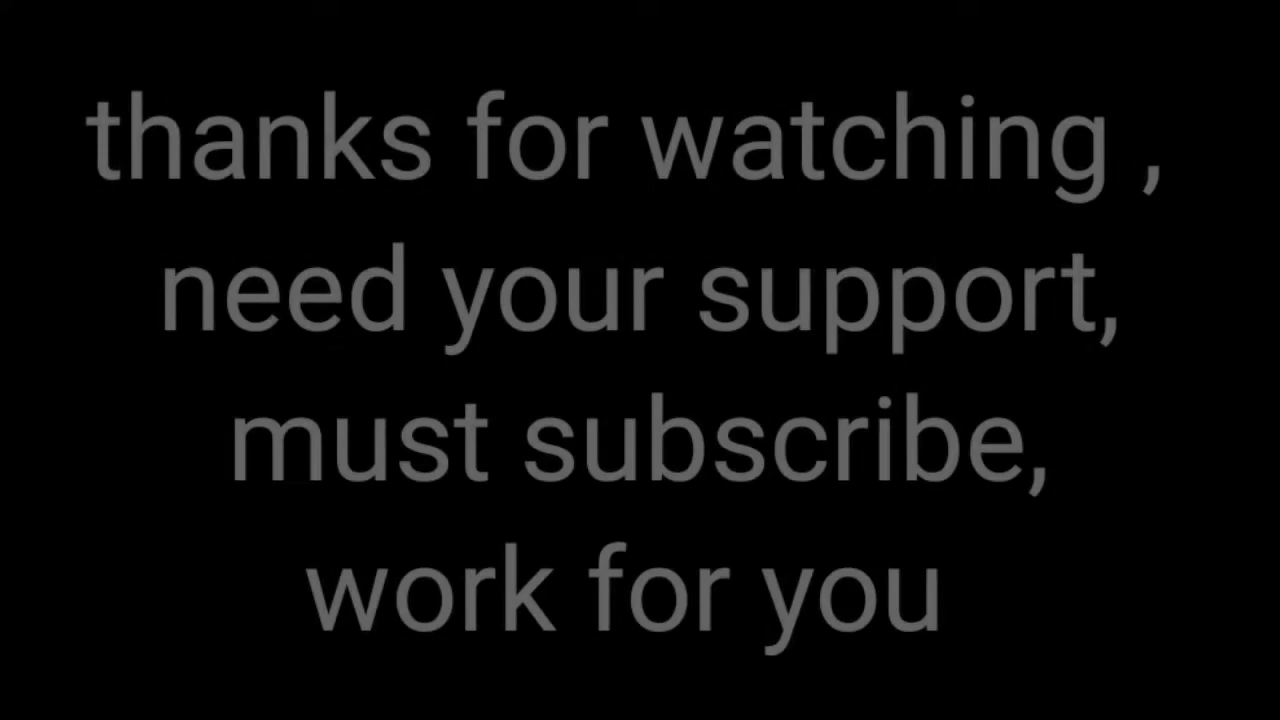 thanks for watching ,
need your support,
must subscribe,
work for you